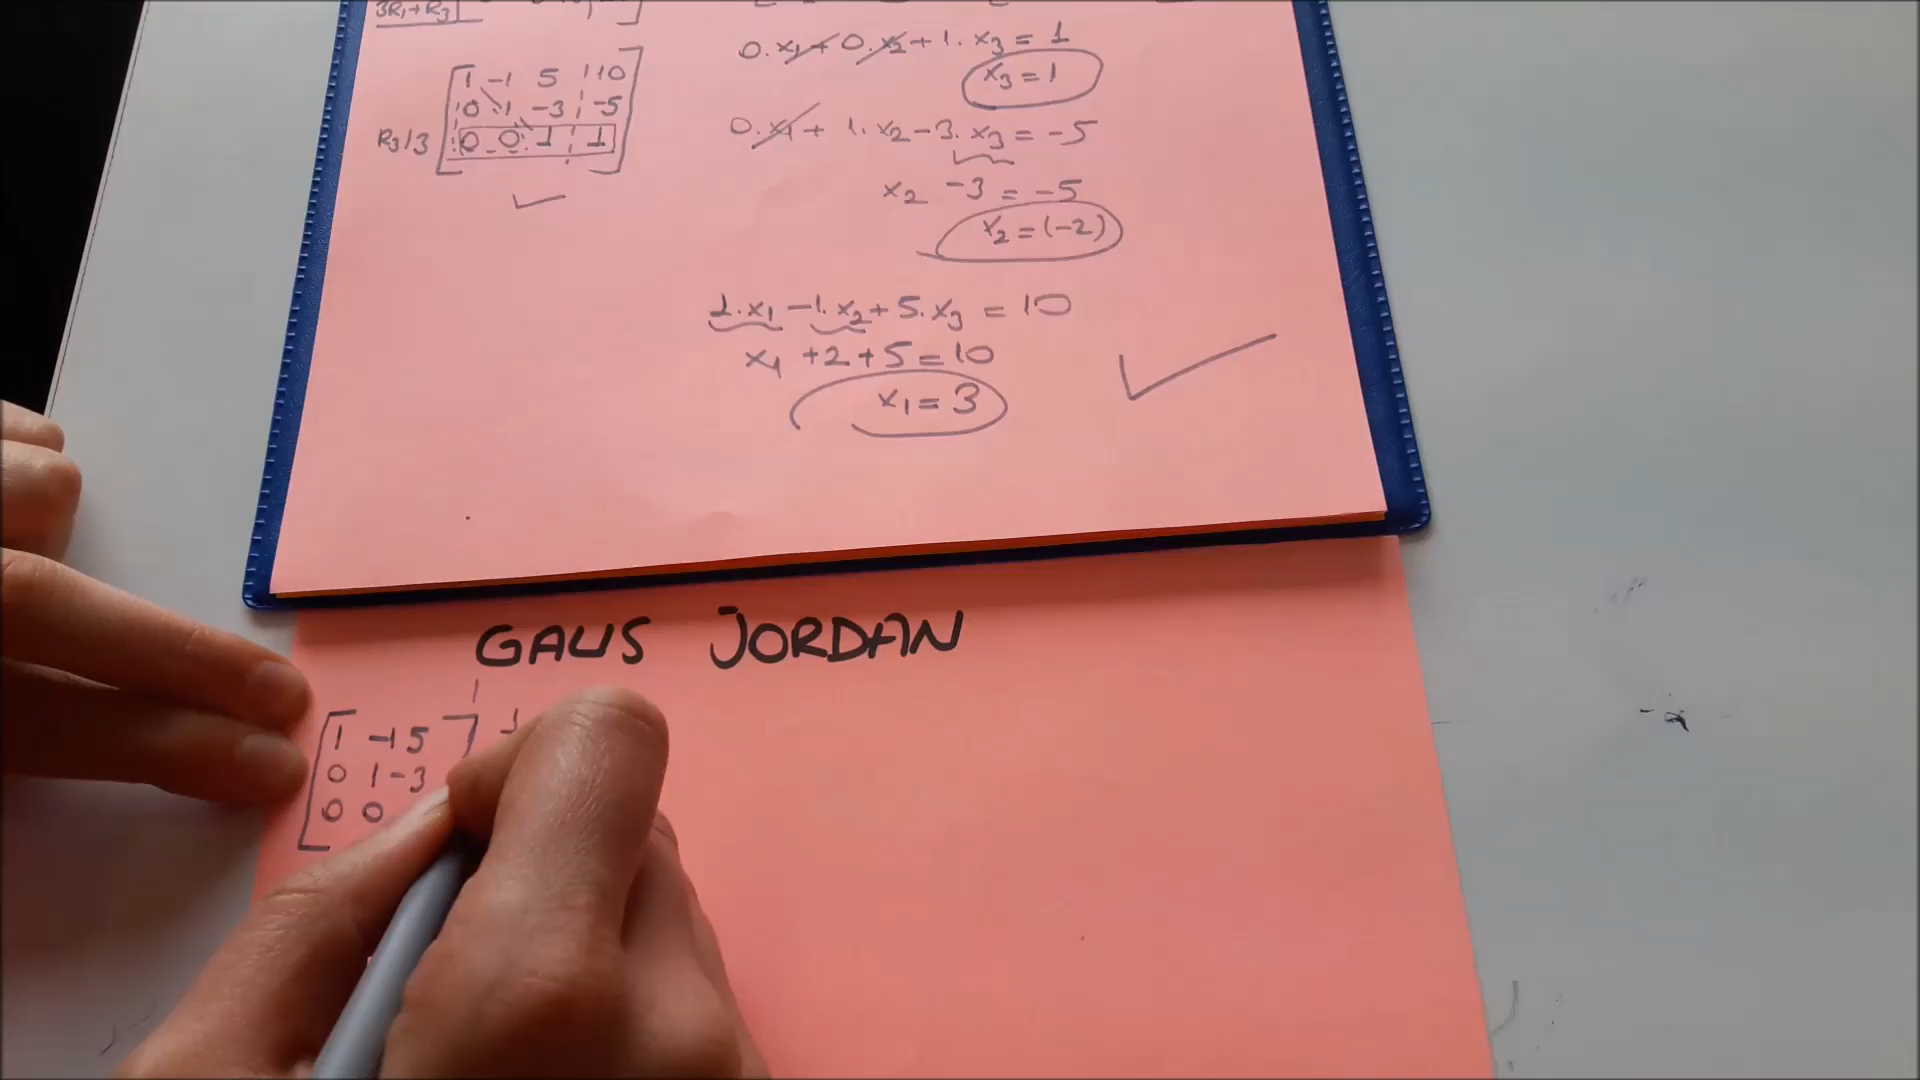 3R1+R3
1 -1 5 10
0 1 -3 -5
R3/3 0 0 1 1
0.x1+0.x2+1.x3=1
x3=1
0.x1+1.x2-3.x3=-5
x2 -3=-5
x2=(-2)
1.x1-1.x2+5.x3=10
x1+2+5=10
x1=3
GAUS JORDAN
1 -1 5 1
0 1 -3
0 0